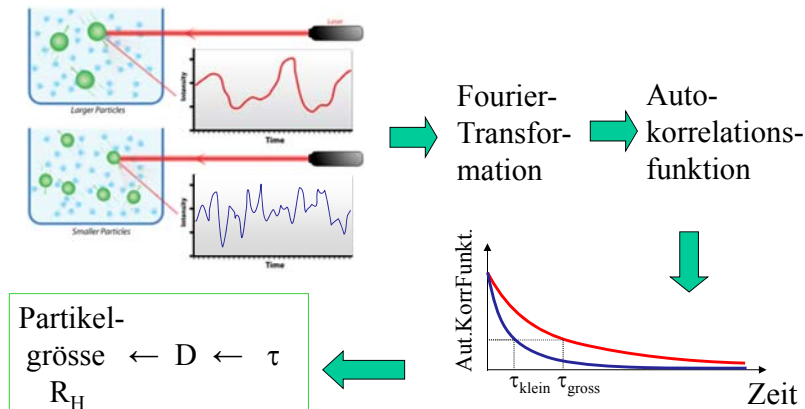 Laser
Intensity
Time
Larger Particles
Intensity
Time
Smaller Particles
Fourier-
Transfor-
mation
Auto-
korrelations-
funktion
Aut.KorrFunkt.
τklein τgross
Zeit
Partikel-
grösse ← D ← τ
RH